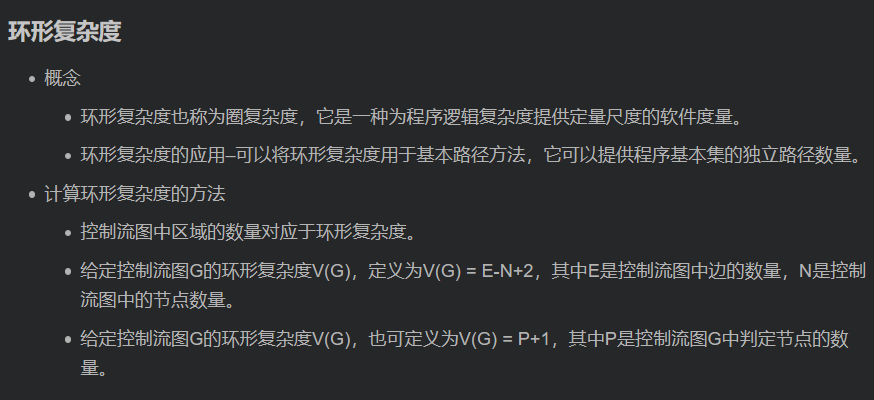 环形复杂度
概念
环形复杂度也称为圈复杂度，它是一种为程序逻辑复杂度提供定量尺度的软件度量。
环形复杂度的应用–可以将环形复杂度用于基本路径方法，它可以提供程序基本集的独立路径数量。
计算环形复杂度的方法
控制流图中区域的数量对应于环形复杂度。
给定控制流图G的环形复杂度V(G)，定义为V(G) = E-N+2，其中E是控制流图中边的数量，N是控制
流图中的节点数量。
给定控制流图G的环形复杂度V(G)，也可定义为V(G) = P+1，其中P是控制流图G中判定节点的数
量。